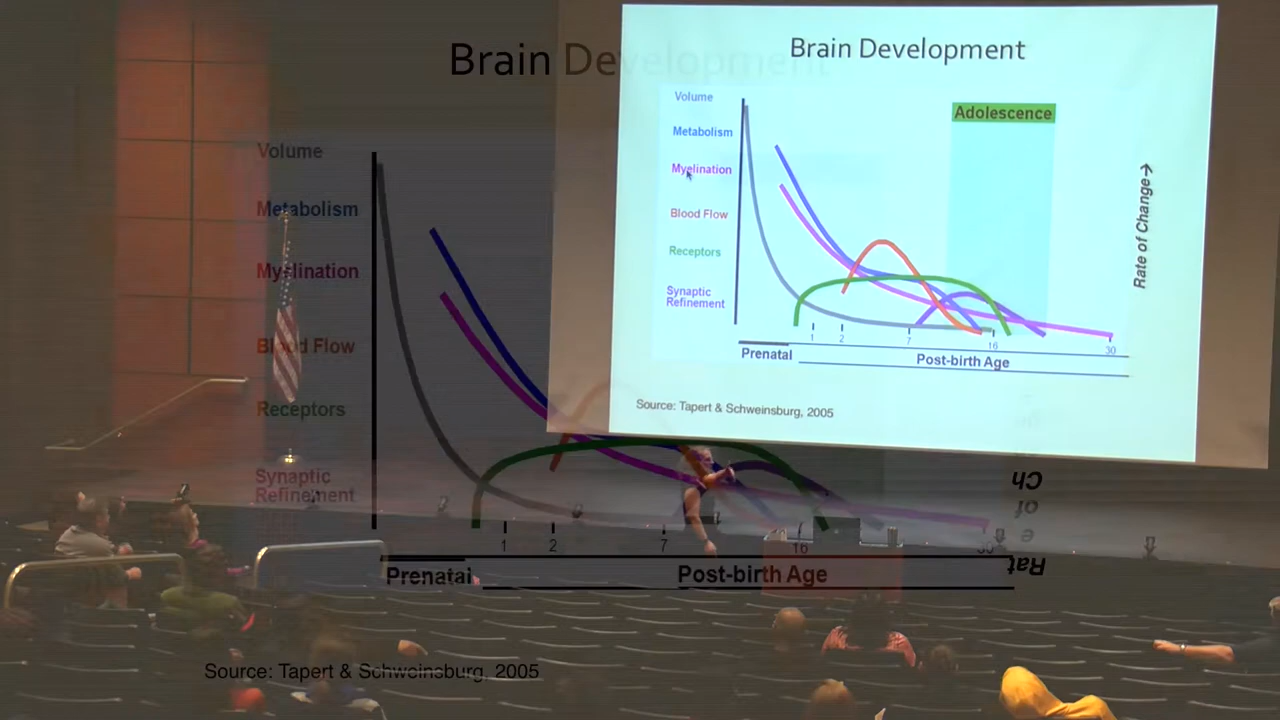 Brain Development
Volume
Metabolism
Myelination
Blood Flow
Receptors
Synaptic
Refinement
Adolescence
Rate of Change→
1 2 7 16 30
Prenatal
Post-birth Age
Source: Tapert & Schweinsburg, 2005
Brain Development
Volume
Metabolism
Myelination
Blood Flow
Receptors
Synaptic
Refinement
1 2 7 16 30
Prenatal
Post-birth Age
Source: Tapert & Schweinsburg, 2005